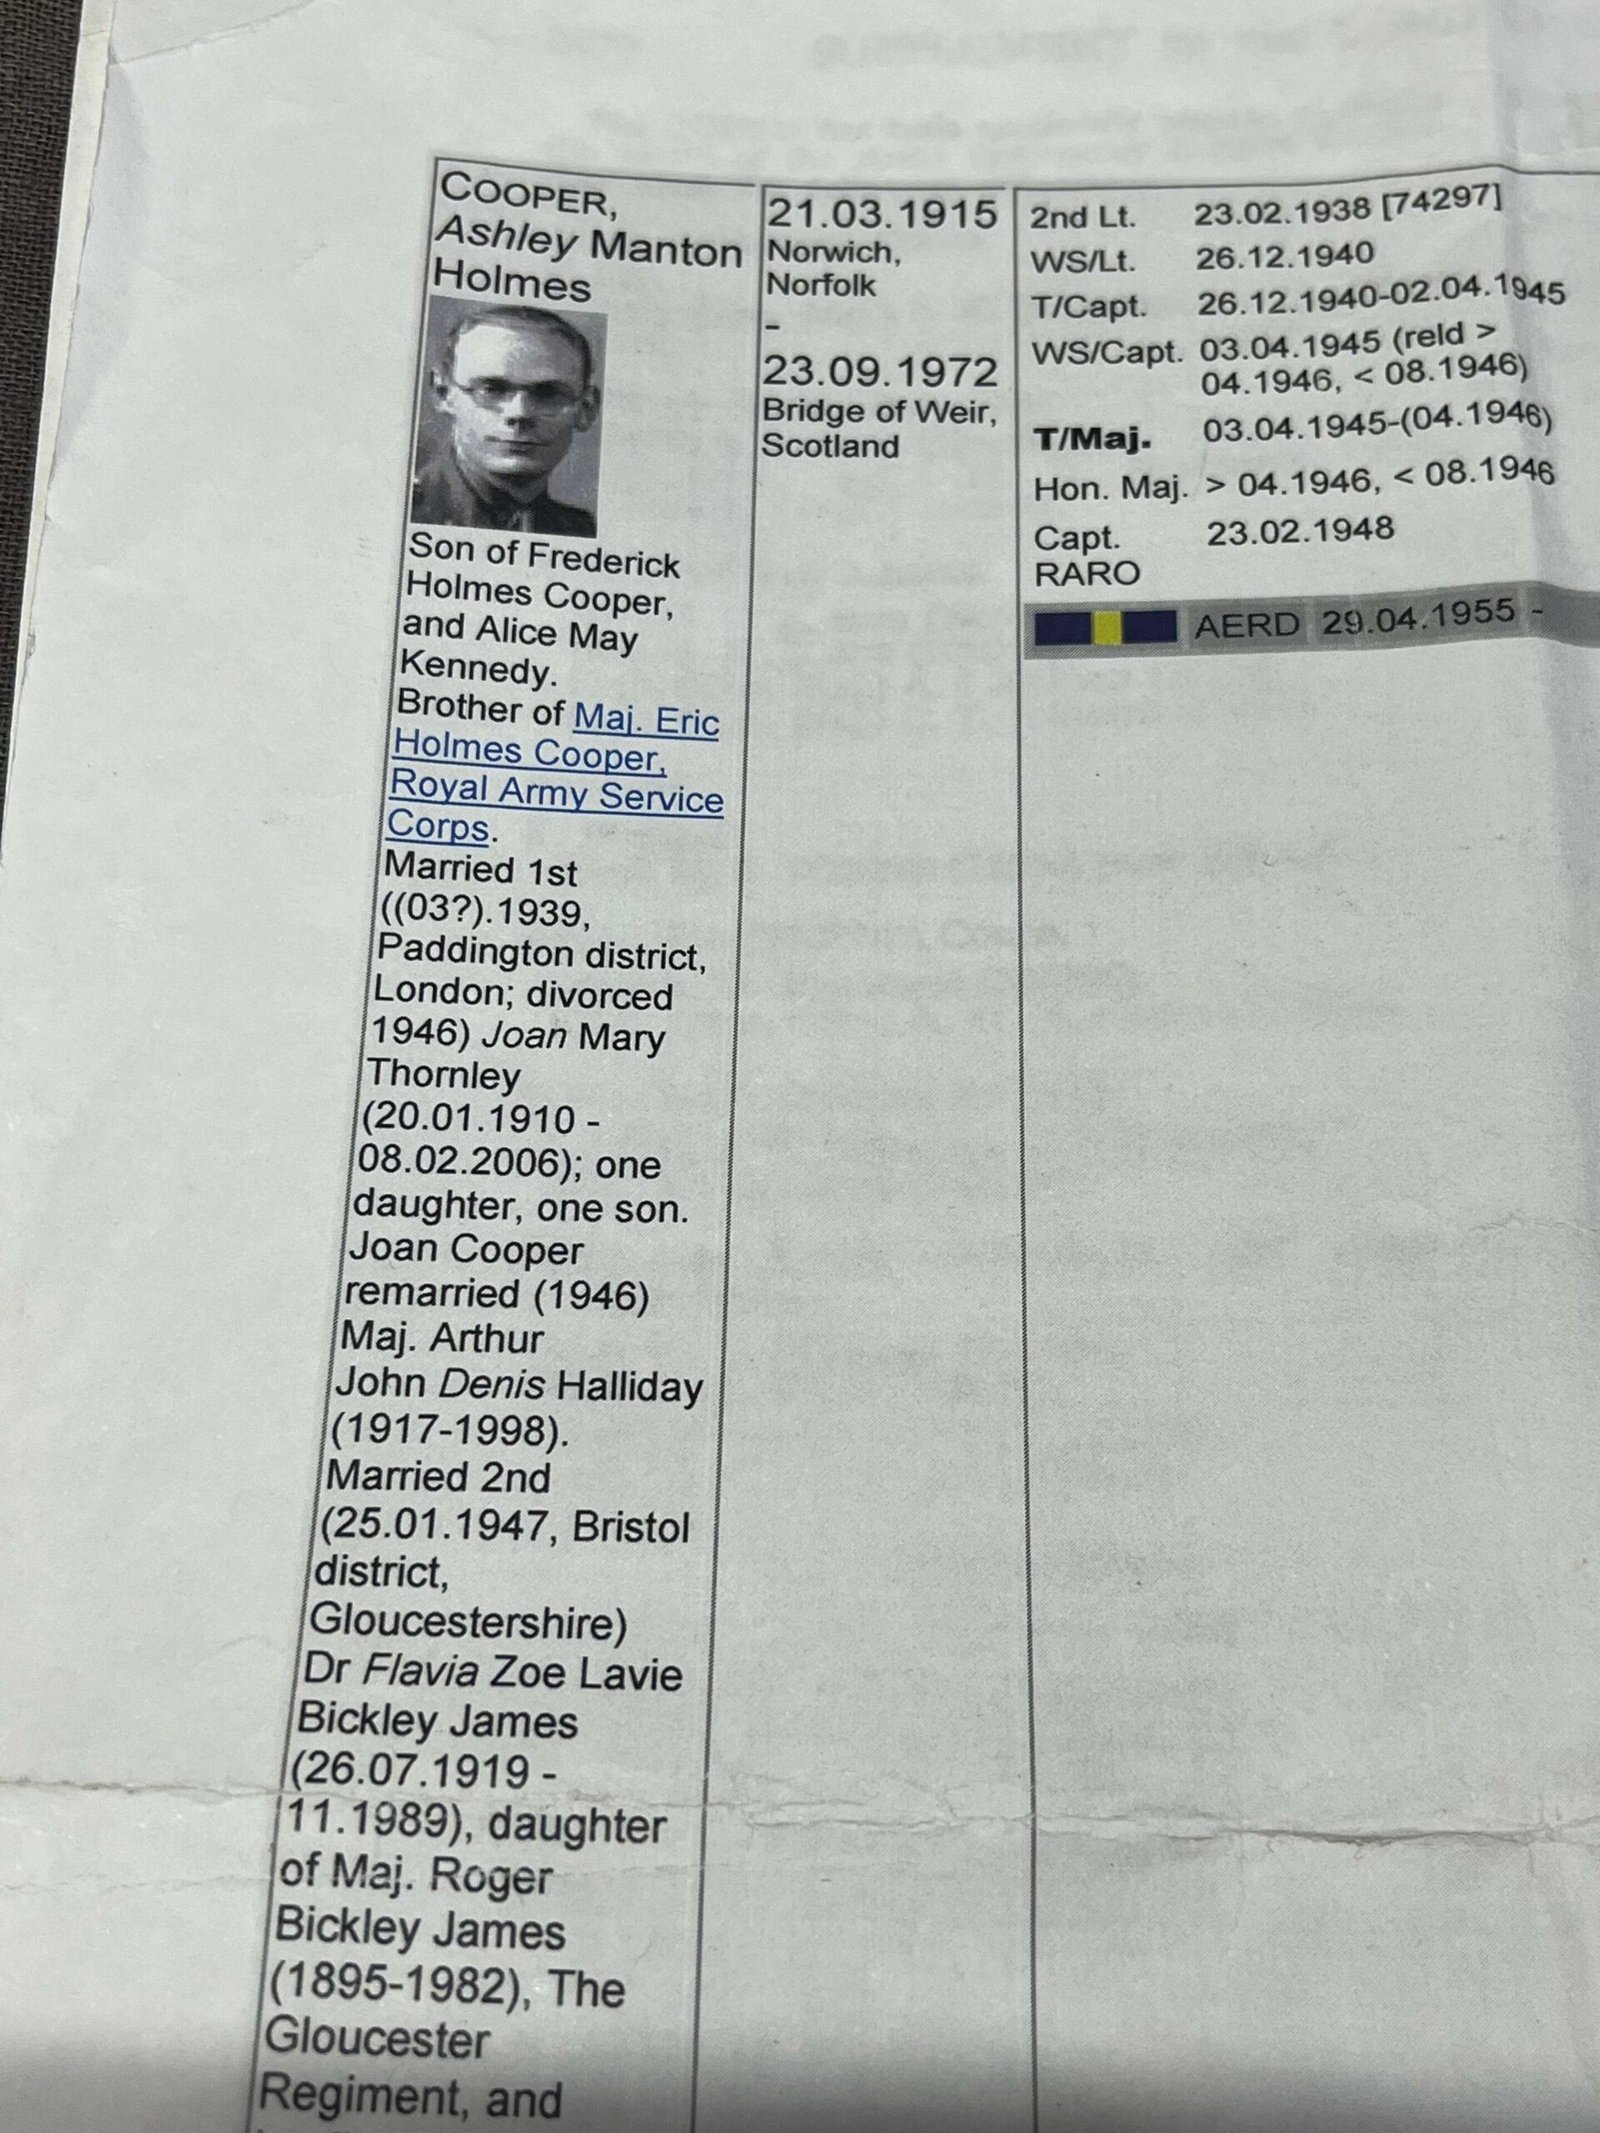 COOPER,
Ashley Manton
Holmes
Son of Frederick
Holmes Cooper,
and Alice May
Kennedy.
Brother of Maj. Eric
Holmes Cooper,
Royal Army Service
Corps.
Married 1st
((03?).1939,
Paddington district,
London; divorced
1946) Joan Mary
Thornley
(20.01.1910 -
08.02.2006); one
daughter, one son.
Joan Cooper
remarried (1946)
Maj. Arthur
John Denis Halliday
(1917-1998).
Married 2nd
(25.01.1947, Bristol
district,
Gloucestershire)
Dr Flavia Zoe Lavie
Bickley James
(26.07.1919 -
11.1989), daughter
of Maj. Roger
Bickley James
(1895-1982), The
Gloucester
Regiment, and
21.03.1915
Norwich,
Norfolk
-
23.09.1972
Bridge of Weir,
Scotland
2nd Lt. 23.02.1938 [74297]
WS/Lt. 26.12.1940
T/Capt. 26.12.1940-02.04.1945
WS/Capt. 03.04.1945 (reld >
04.1946, < 08.1946)
T/Maj. 03.04.1945-(04.1946)
Hon. Maj. > 04.1946, < 08.1946
Capt. 23.02.1948
RARO
AERD 29.04.1955 -